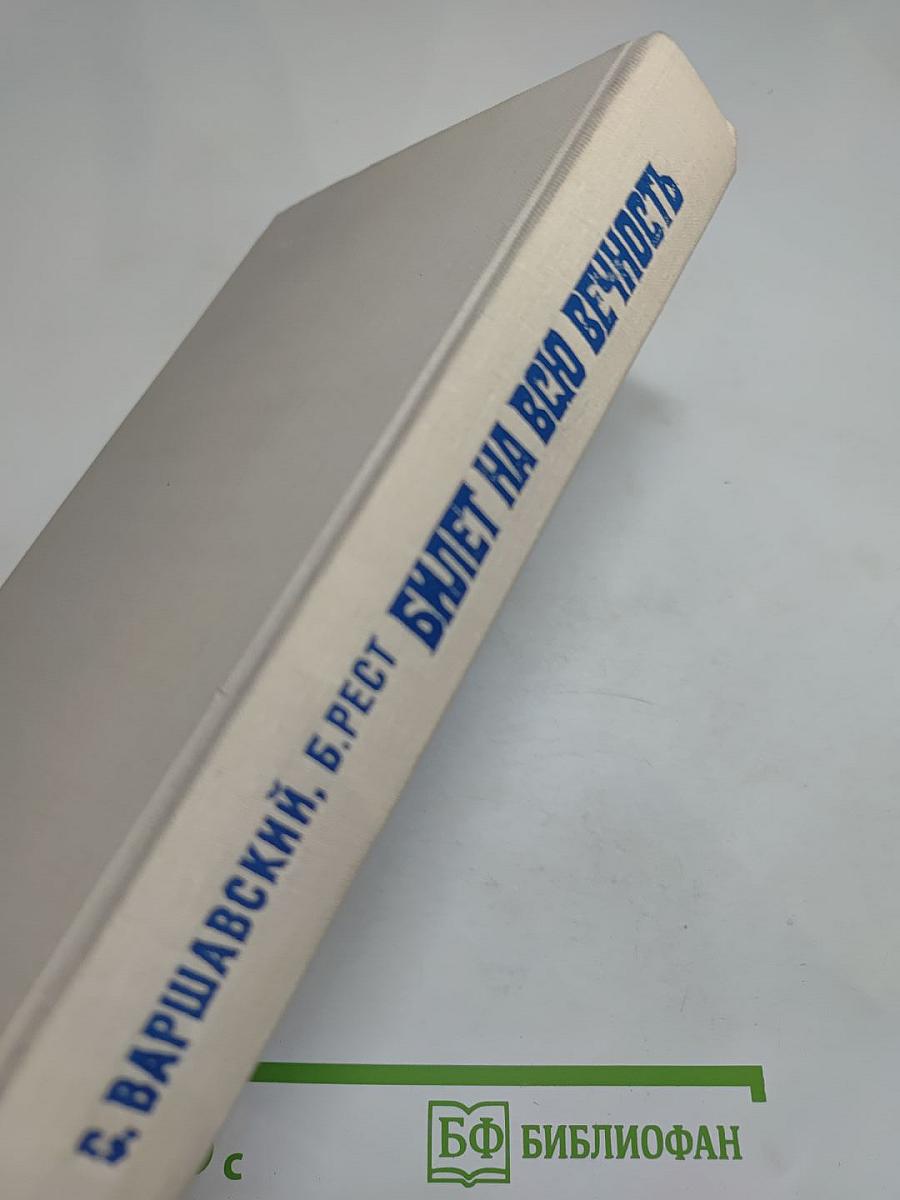 С. ВАРШАВСКИЙ, Б.РЕСТ БИЛЕТ НА ВСЮ ВЕЧНОСТЬ
с
БФ БИБЛИОФАН